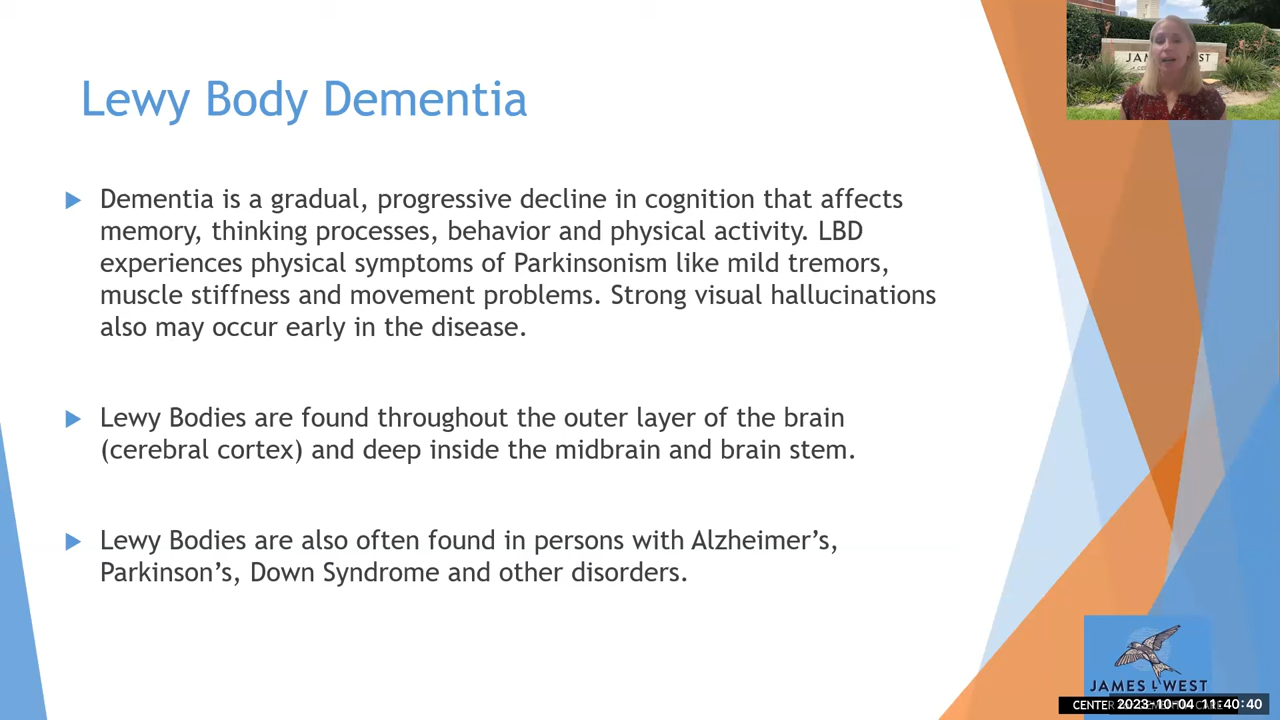 Lewy Body Dementia
Dementia is a gradual, progressive decline in cognition that affects
memory, thinking processes, behavior and physical activity. LBD
experiences physical symptoms of Parkinsonism like mild tremors,
muscle stiffness and movement problems. Strong visual hallucinations
also may occur early in the disease.
Lewy Bodies are found throughout the outer layer of the brain
(cerebral cortex) and deep inside the midbrain and brain stem.
Lewy Bodies are also often found in persons with Alzheimer’s,
Parkinson’s, Down Syndrome and other disorders.
JAMES L WEST
CENTER
2023-10-04 11:40:40